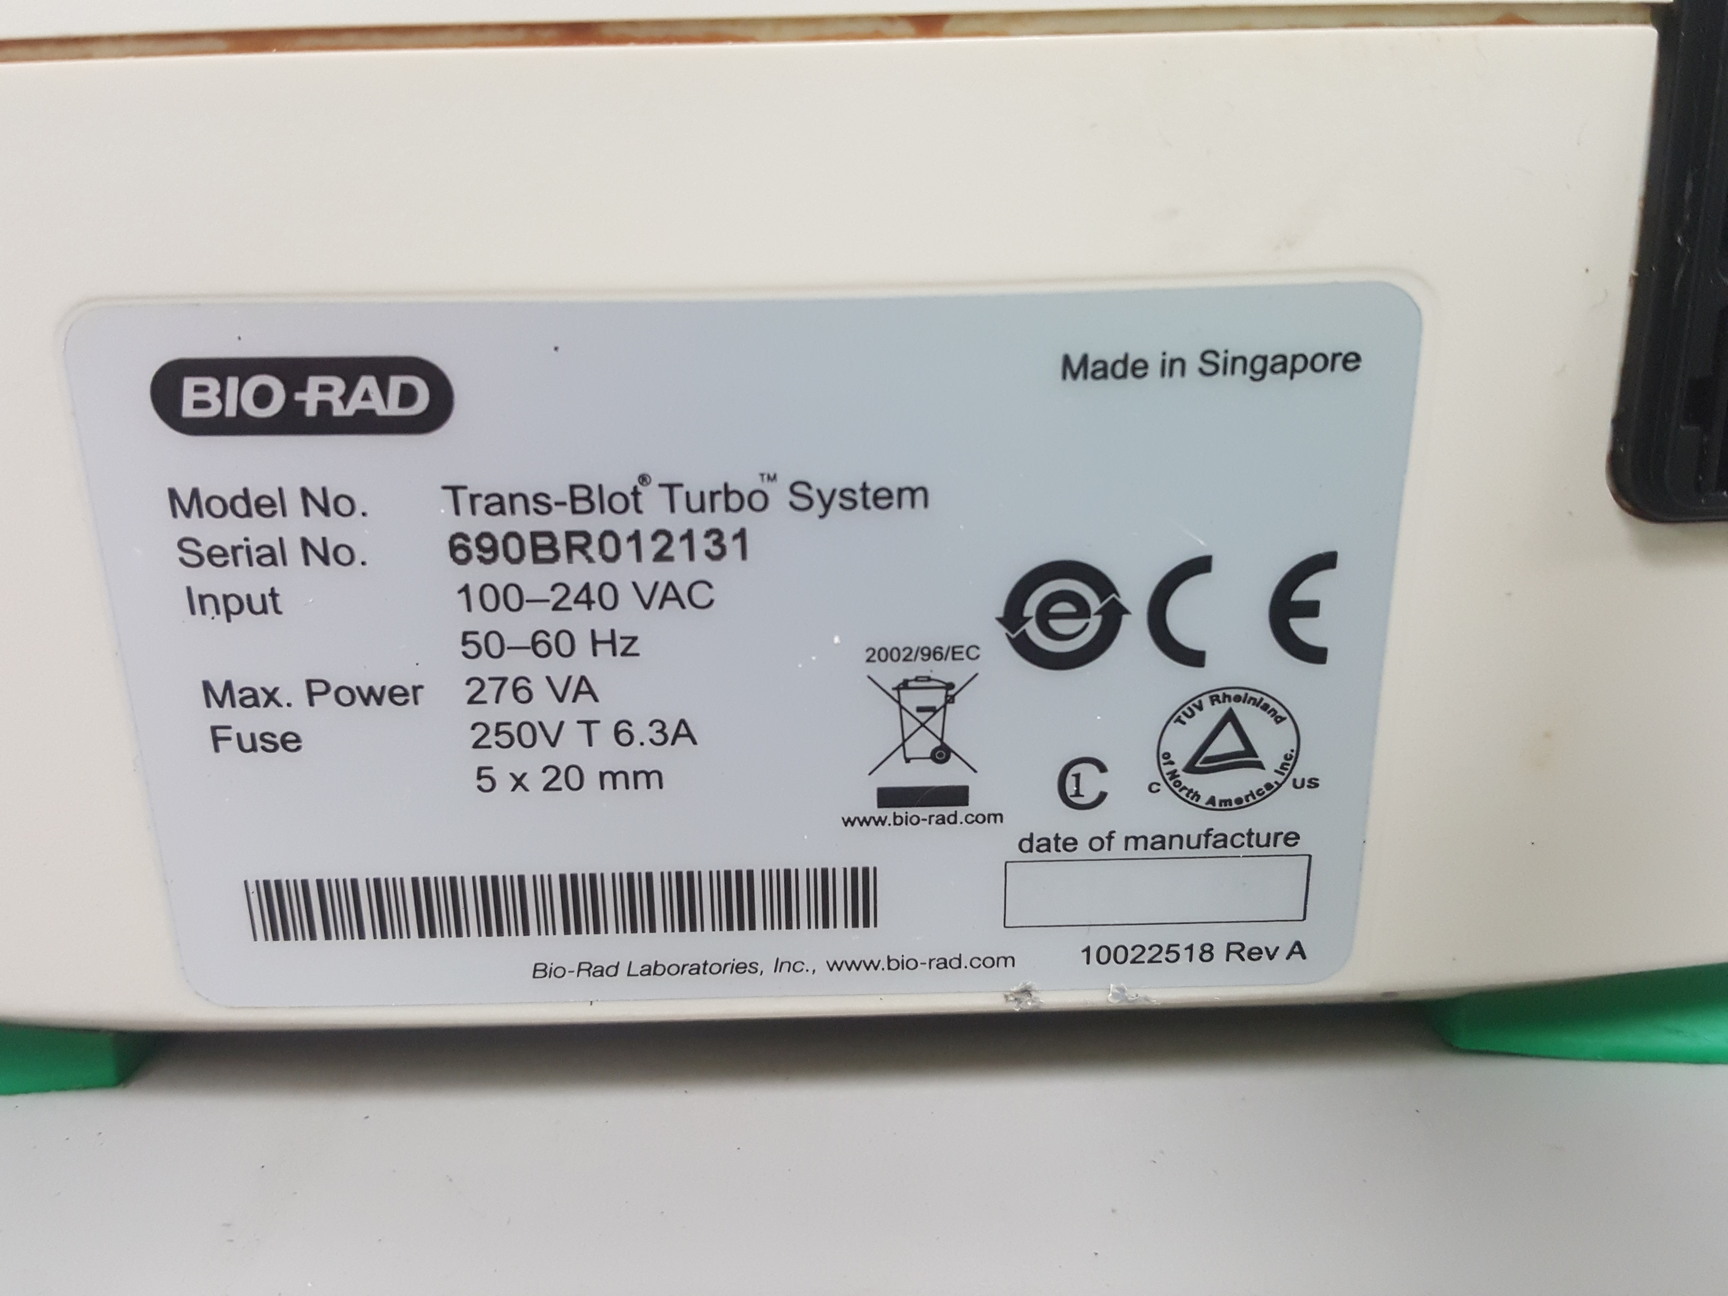 BIO-RAD
Made in Singapore
Model No. Trans-Blot® Turbo™ System
Serial No. 690BR012131
Input 100–240 VAC
50–60 Hz
Max. Power 276 VA
Fuse 250V T 6.3A
5 x 20 mm
2002/96/EC
www.bio-rad.com
e
CE
C1
TUV Rheinland
of North America, Inc.
C US
date of manufacture
Bio-Rad Laboratories, Inc., www.bio-rad.com
10022518 Rev A